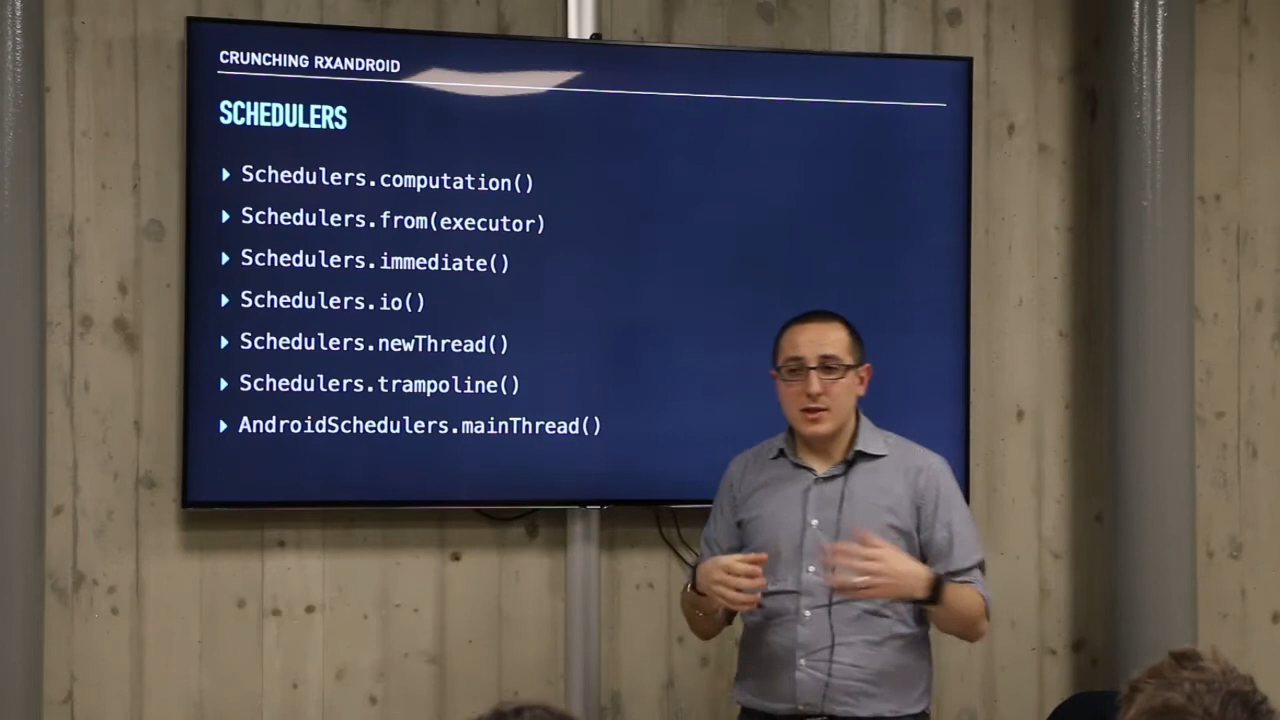 CRUNCHING RXANDROID
SCHEDULERS
Schedulers.computation()
Schedulers.from(executor)
Schedulers.immediate()
Schedulers.io()
Schedulers.newThread()
Schedulers.trampoline()
AndroidSchedulers.mainThread()